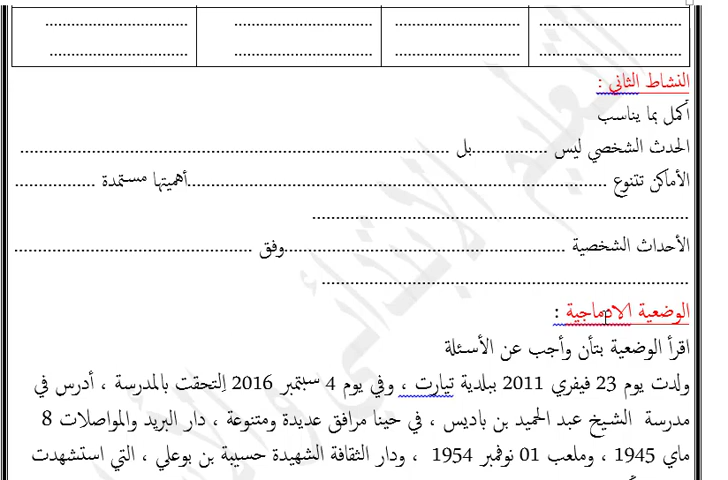 ........................ ........................ ........................ ........................
........................ ........................ ........................ ........................
النشاط الثاني :
أكمل بما يناسب
الحدث الشخصي ليس ................بل ........................................................................
الأماكن تتنوع ......................................................................أهميتها مستمدة ..............
................................................................
الأحداث الشخصية ...............................................وفق ........................................
..............................................................
الوضعية الادماجية :
اقرأ الوضعية بتأن وأجب عن الأسئلة
ولدت يوم 23 فيفري 2011 ببلدية تيارت ، وفي يوم 4 سبتمبر 2016 إلتحقت بالمدرسة ، أدرس في
مدرسة الشيخ عبد الحميد بن باديس ، في حينا مرافق عديدة ومتنوعة ، دار البريد والمواصلات 8
ماي 1945 ، وملعب 01 نوفمبر 1954 ، ودار الثقافة الشهيدة حسيبة بن بوعلي ، التي استشهدت